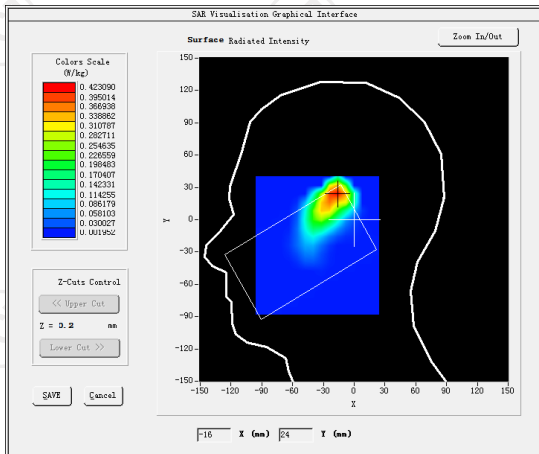 SAR Visualisation Graphical Interface
Surface Radiated Intensity
Zoom In/Out
Colors Scale
(W/kg)
0.423090
0.395014
0.366938
0.338862
0.310787
0.282711
0.254635
0.226559
0.198483
0.170407
0.142331
0.114255
0.086179
0.058103
0.030027
0.001952
150
120
90
60
30
0
-30
-60
-90
-120
-150
Y
-150 -120 -90 -60 -30 0 30 60 90 120 150
X
Z-Cuts Control
<< Upper Cut
Z = 0.2 mm
Lower Cut >>
SAVE Cancel
-16 X (mm) 24 Y (mm)